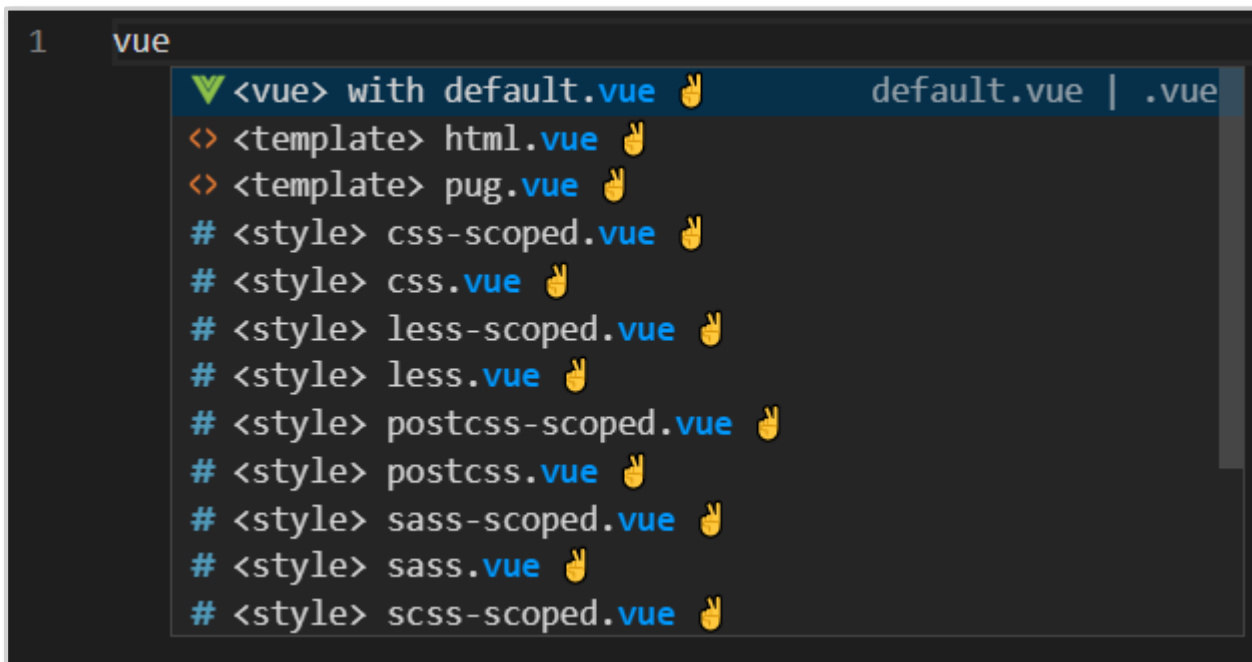 1 vue
<vue> with default.vue ✌ default.vue | .vue
<template> html.vue ✌
<template> pug.vue ✌
# <style> css-scoped.vue ✌
# <style> css.vue ✌
# <style> less-scoped.vue ✌
# <style> less.vue ✌
# <style> postcss-scoped.vue ✌
# <style> postcss.vue ✌
# <style> sass-scoped.vue ✌
# <style> sass.vue ✌
# <style> scss-scoped.vue ✌